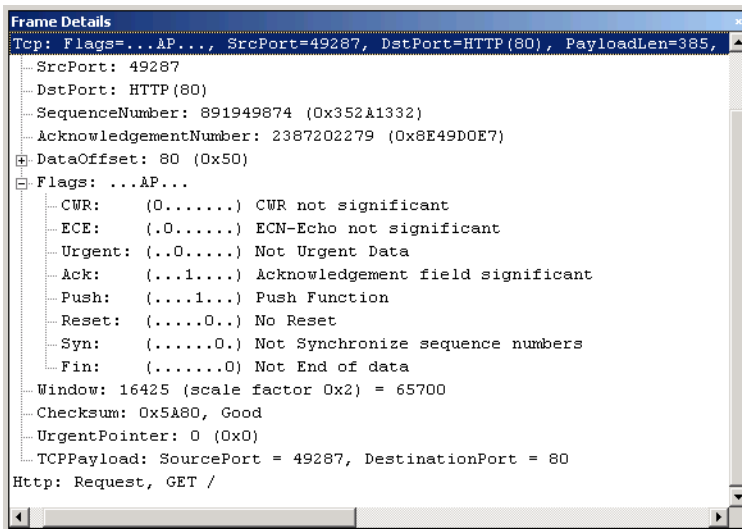 Frame Details
Tcp: Flags=...AP..., SrcPort=49287, DstPort=HTTP(80), PayloadLen=385,
SrcPort: 49287
DstPort: HTTP(80)
SequenceNumber: 891949874 (0x352A1332)
AcknowledgementNumber: 2387202279 (0x8E49D0E7)
DataOffset: 80 (0x50)
Flags: ...AP...
CWR: (0.......) CWR not significant
ECE: (.0......) ECN-Echo not significant
Urgent: (..0.....) Not Urgent Data
Ack: (...1....) Acknowledgement field significant
Push: (....1...) Push Function
Reset: (.....0..) No Reset
Syn: (......0.) Not Synchronize sequence numbers
Fin: (.......0) Not End of data
Window: 16425 (scale factor 0x2) = 65700
Checksum: 0x5A80, Good
UrgentPointer: 0 (0x0)
TCPPayload: SourcePort = 49287, DestinationPort = 80
Http: Request, GET /